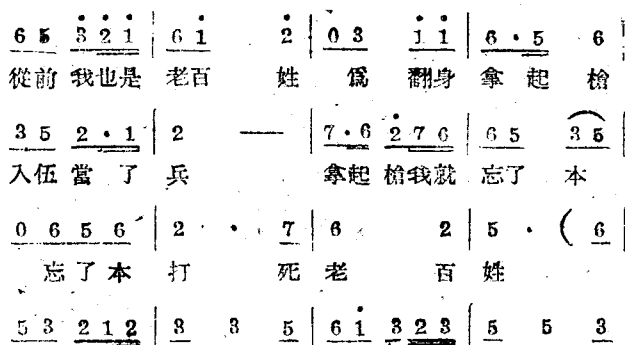 6 5 3 2 1 | 6 1 2 | 0 3 1 1 | 6 · 5 6
從前 我也是 老百 姓 爲 翻身 拿 起 槍
3 5 2 · 1 | 2 — | 7 · 6 2 7 6 | 6 5 3 5
入伍 當 了 兵 拿起 槍我就 忘了 本
0 6 5 6 | 2 · 7 | 6 2 | 5 · ( 6
忘了本 打 死 老 百 姓
5 3 2 1 2 | 3 3 5 | 6 1 3 2 3 | 5 5 3